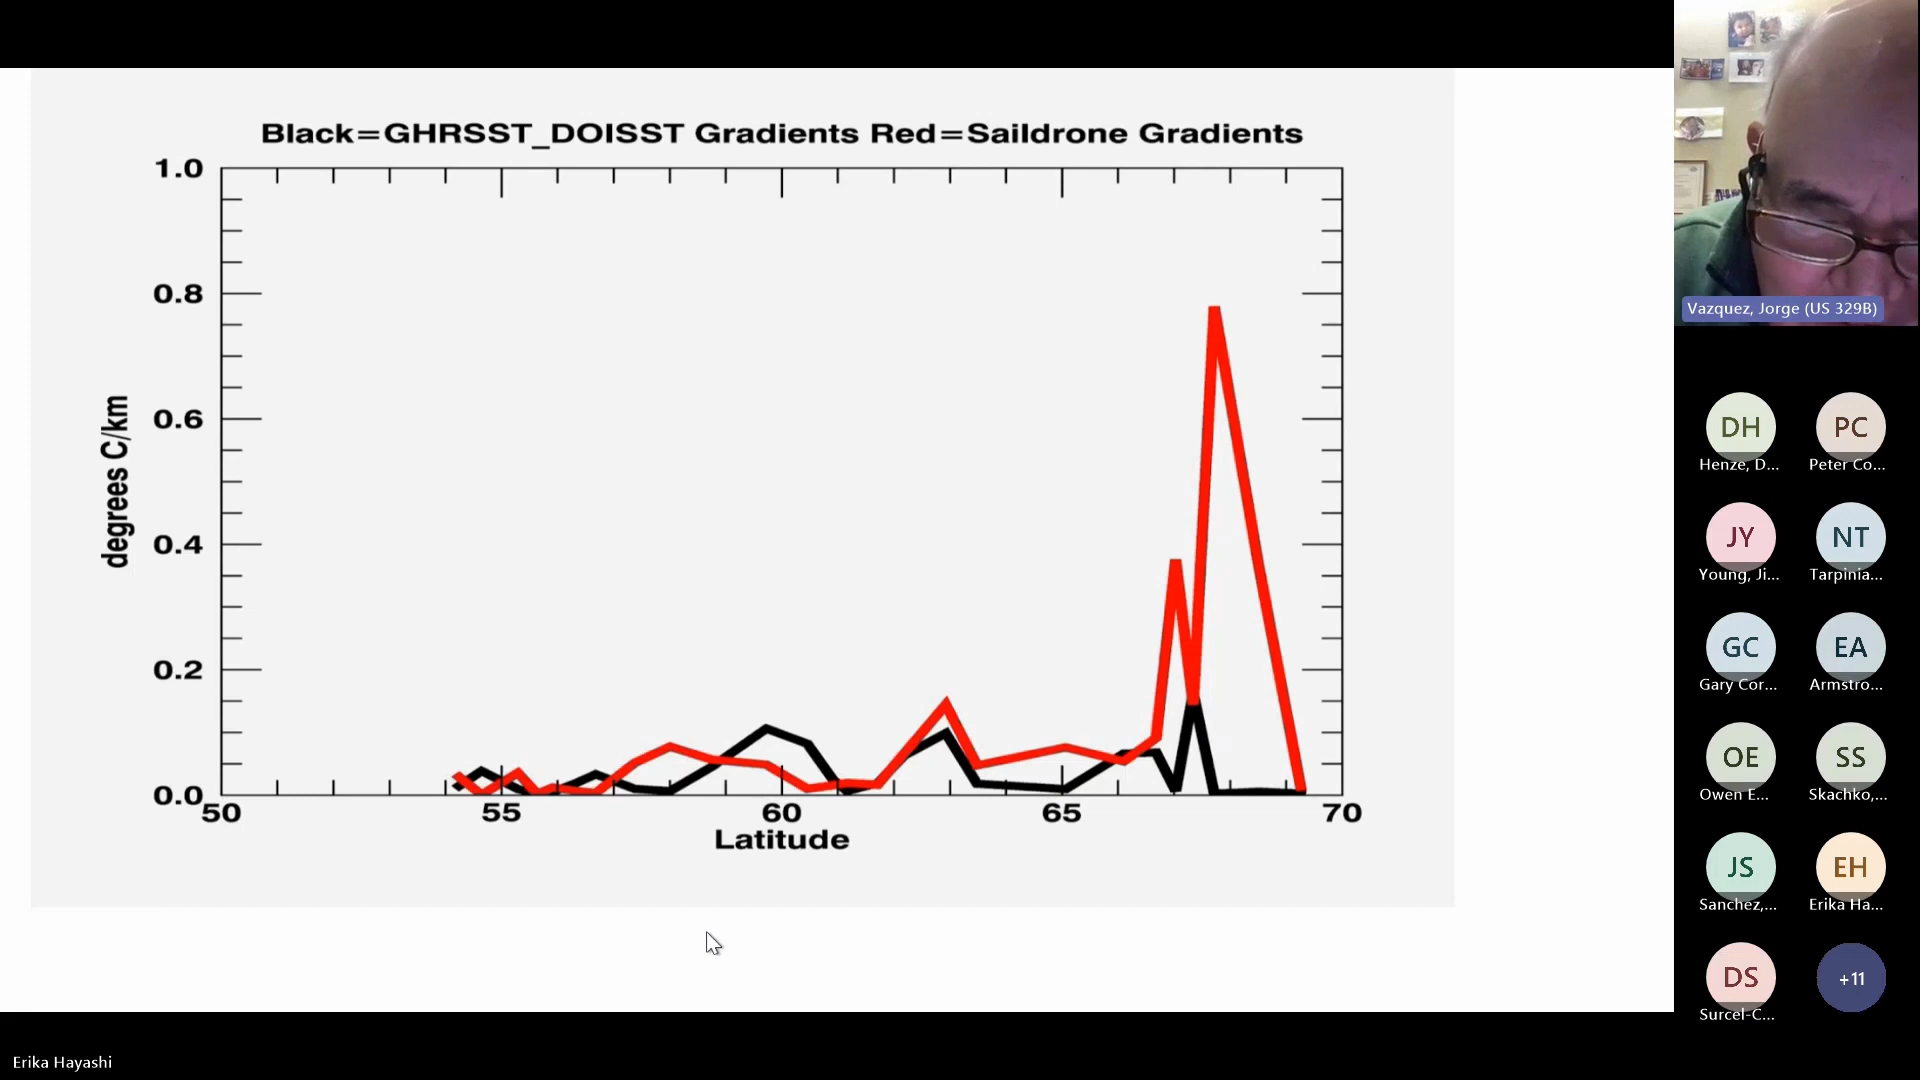 Black=GHRSST_DOISST Gradients Red=Saildrone Gradients
1.0
0.8
0.6
0.4
0.2
0.0
degrees C/km
50
55
60
65
70
Latitude
Vazquez, Jorge (US 329B)
DH
Henze, D...
PC
Peter Co...
JY
Young, Ji...
NT
Tarpinia...
GC
Gary Cor...
EA
Armstro...
OE
Owen E...
SS
Skachko,...
JS
Sanchez,...
EH
Erika Ha...
DS
Surcel-C...
+11
Erika Hayashi